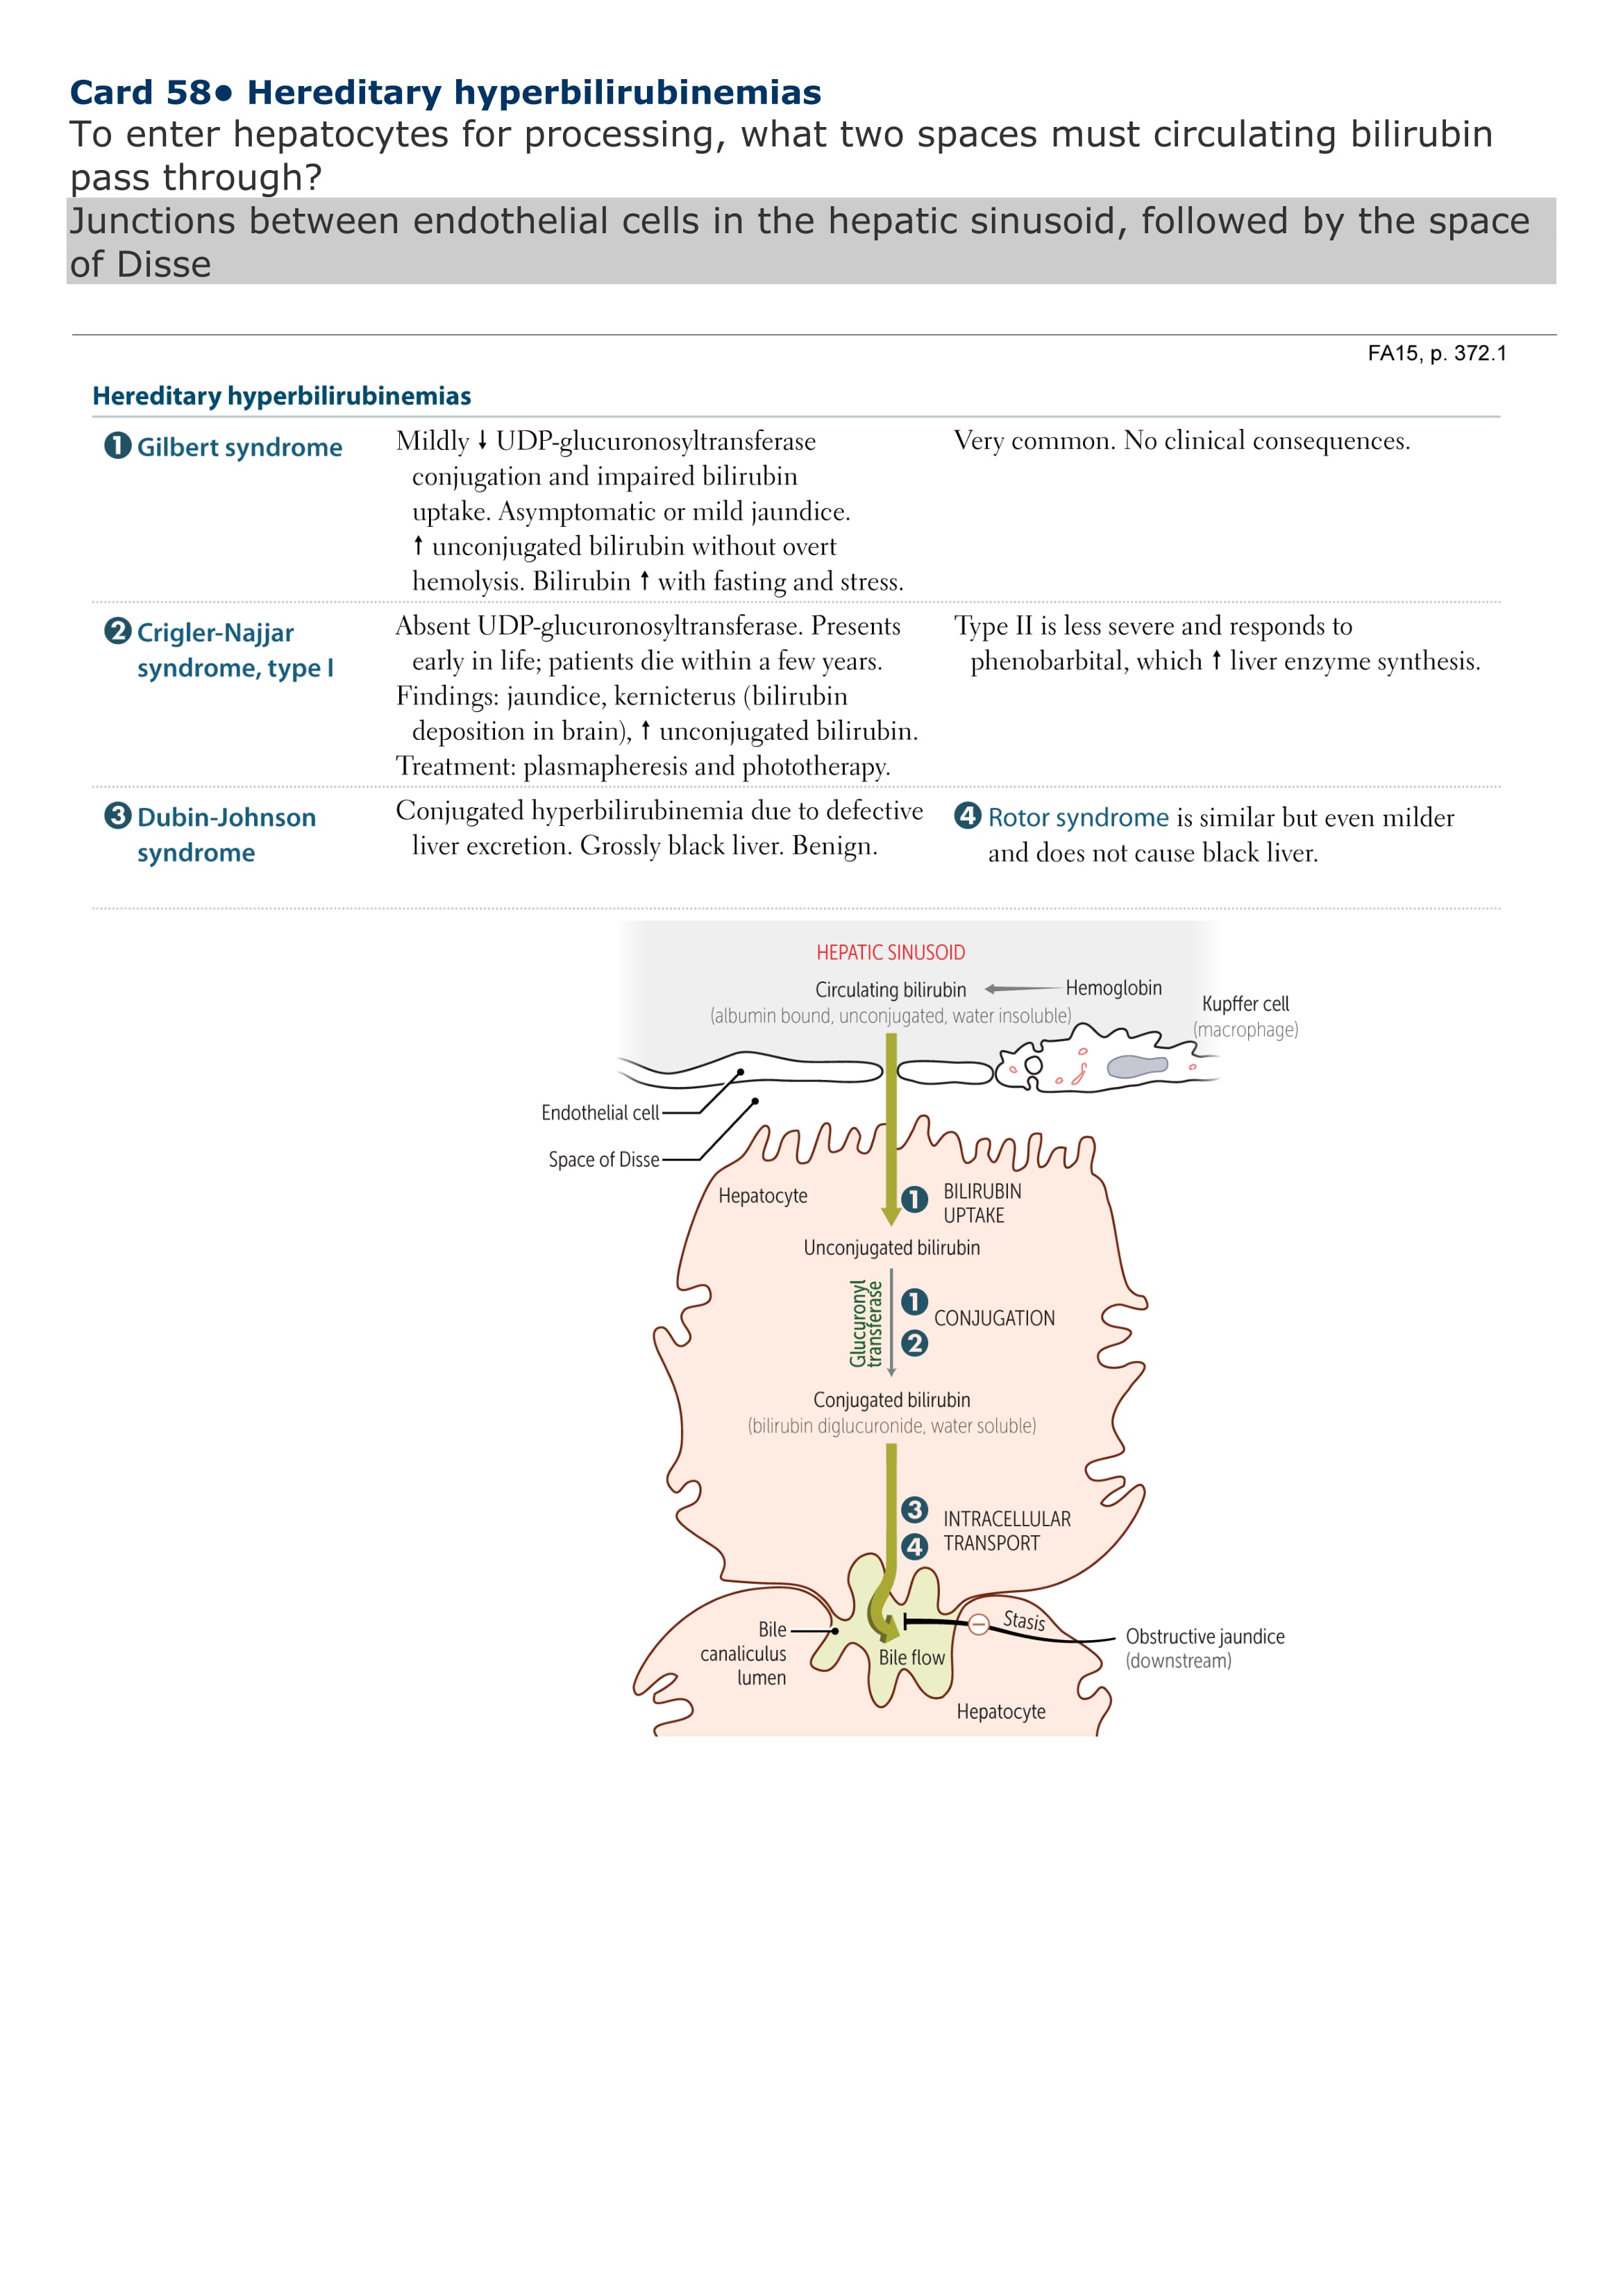 Card 58● Hereditary hyperbilirubinemias
To enter hepatocytes for processing, what two spaces must circulating bilirubin
pass through?
Junctions between endothelial cells in the hepatic sinusoid, followed by the space
of Disse
FA15, p. 372.1
Hereditary hyperbilirubinemias
1 Gilbert syndrome
Mildly ↓ UDP-glucuronosyltransferase
conjugation and impaired bilirubin
uptake. Asymptomatic or mild jaundice.
↑ unconjugated bilirubin without overt
hemolysis. Bilirubin ↑ with fasting and stress.
Very common. No clinical consequences.
2 Crigler-Najjar
syndrome, type I
Absent UDP-glucuronosyltransferase. Presents
early in life; patients die within a few years.
Findings: jaundice, kernicterus (bilirubin
deposition in brain), ↑ unconjugated bilirubin.
Treatment: plasmapheresis and phototherapy.
Type II is less severe and responds to
phenobarbital, which ↑ liver enzyme synthesis.
3 Dubin-Johnson
syndrome
Conjugated hyperbilirubinemia due to defective
liver excretion. Grossly black liver. Benign.
4 Rotor syndrome is similar but even milder
and does not cause black liver.
HEPATIC SINUSOID
Circulating bilirubin
Hemoglobin
(albumin bound, unconjugated, water insoluble)
Kupffer cell
(macrophage)
Endothelial cell
Space of Disse
Hepatocyte
1 BILIRUBIN
UPTAKE
Unconjugated bilirubin
Glucuronyl
transferase
1
2
CONJUGATION
Conjugated bilirubin
(bilirubin diglucuronide, water soluble)
3
4
INTRACELLULAR
TRANSPORT
Bile
canaliculus
lumen
Bile flow
Stasis
Obstructive jaundice
(downstream)
Hepatocyte